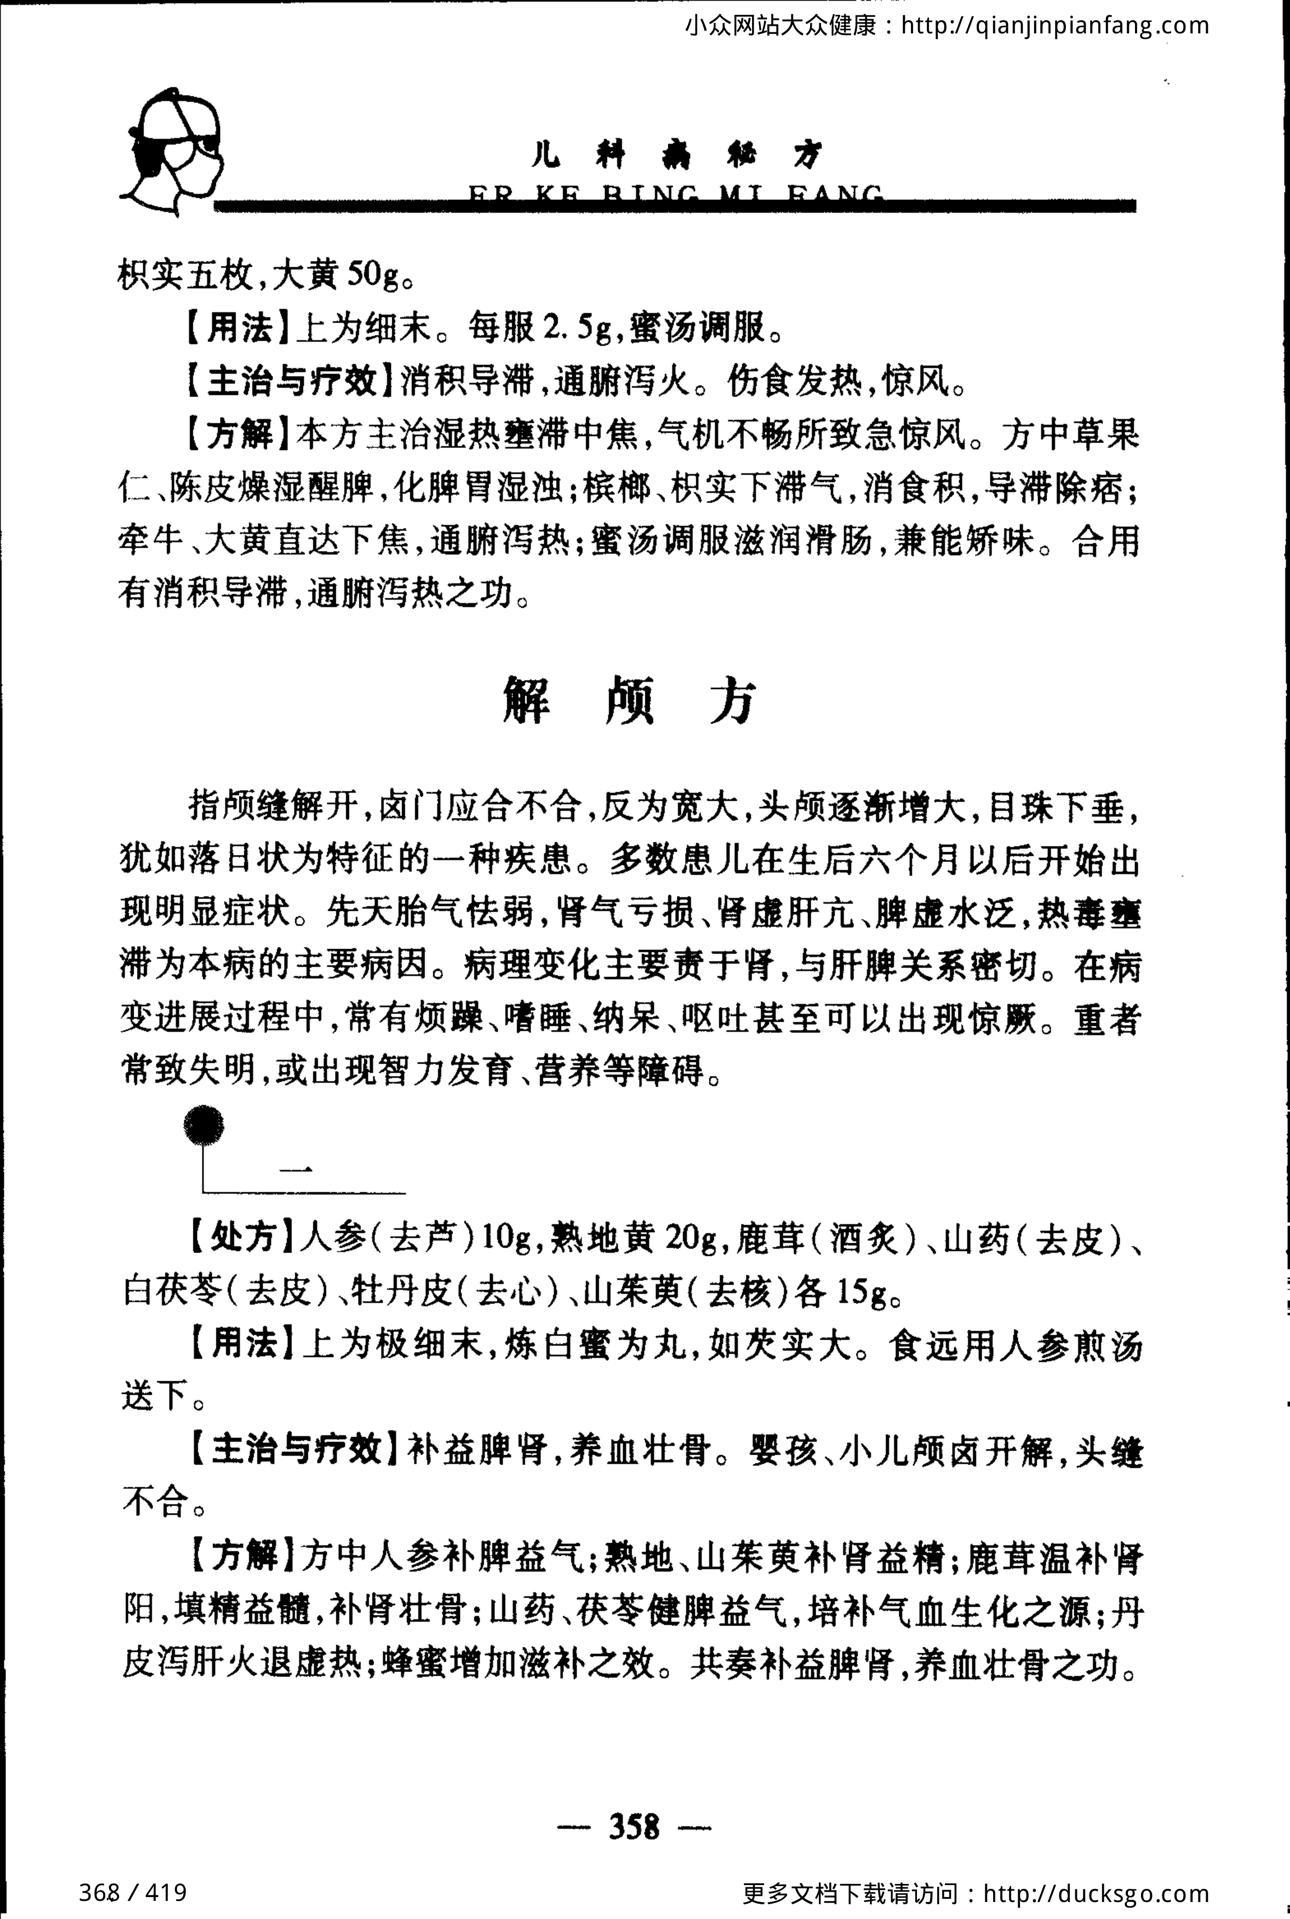 小众网站大众健康：http://qianjinpianfang.com
儿科病秘方
ER KE BING MI FANG
枳实五枚，大黄50g。
【用法】上为细末。每服2.5g，蜜汤调服。
【主治与疗效】消积导滞，通腑泻火。伤食发热，惊风。
【方解】本方主治湿热壅滞中焦，气机不畅所致急惊风。方中草果
仁、陈皮燥湿醒脾，化脾胃湿浊；槟榔、枳实下滞气，消食积，导滞除痞；
牵牛、大黄直达下焦，通腑泻热；蜜汤调服滋润滑肠，兼能矫味。合用
有消积导滞，通腑泻热之功。
解颅方
指颅缝解开，囟门应合不合，反为宽大，头颅逐渐增大，目珠下垂，
犹如落日状为特征的一种疾患。多数患儿在生后六个月以后开始出
现明显症状。先天胎气怯弱，肾气亏损、肾虚肝亢、脾虚水泛，热毒壅
滞为本病的主要病因。病理变化主要责于肾，与肝脾关系密切。在病
变进展过程中，常有烦躁、嗜睡、纳呆、呕吐甚至可以出现惊厥。重者
常致失明，或出现智力发育、营养等障碍。
一
【处方】人参（去芦）10g，熟地黄20g，鹿茸（酒炙）、山药（去皮）、
白茯苓（去皮）、牡丹皮（去心）、山茱萸（去核）各15g。
【用法】上为极细末，炼白蜜为丸，如芡实大。食远用人参煎汤
送下。
【主治与疗效】补益脾肾，养血壮骨。婴孩、小儿颅囟开解，头缝
不合。
【方解】方中人参补脾益气；熟地、山茱萸补肾益精；鹿茸温补肾
阳，填精益髓，补肾壮骨；山药、茯苓健脾益气，培补气血生化之源；丹
皮泻肝火退虚热；蜂蜜增加滋补之效。共奏补益脾肾，养血壮骨之功。
— 358 —
368 / 419
更多文档下载请访问：http://ducksgo.com